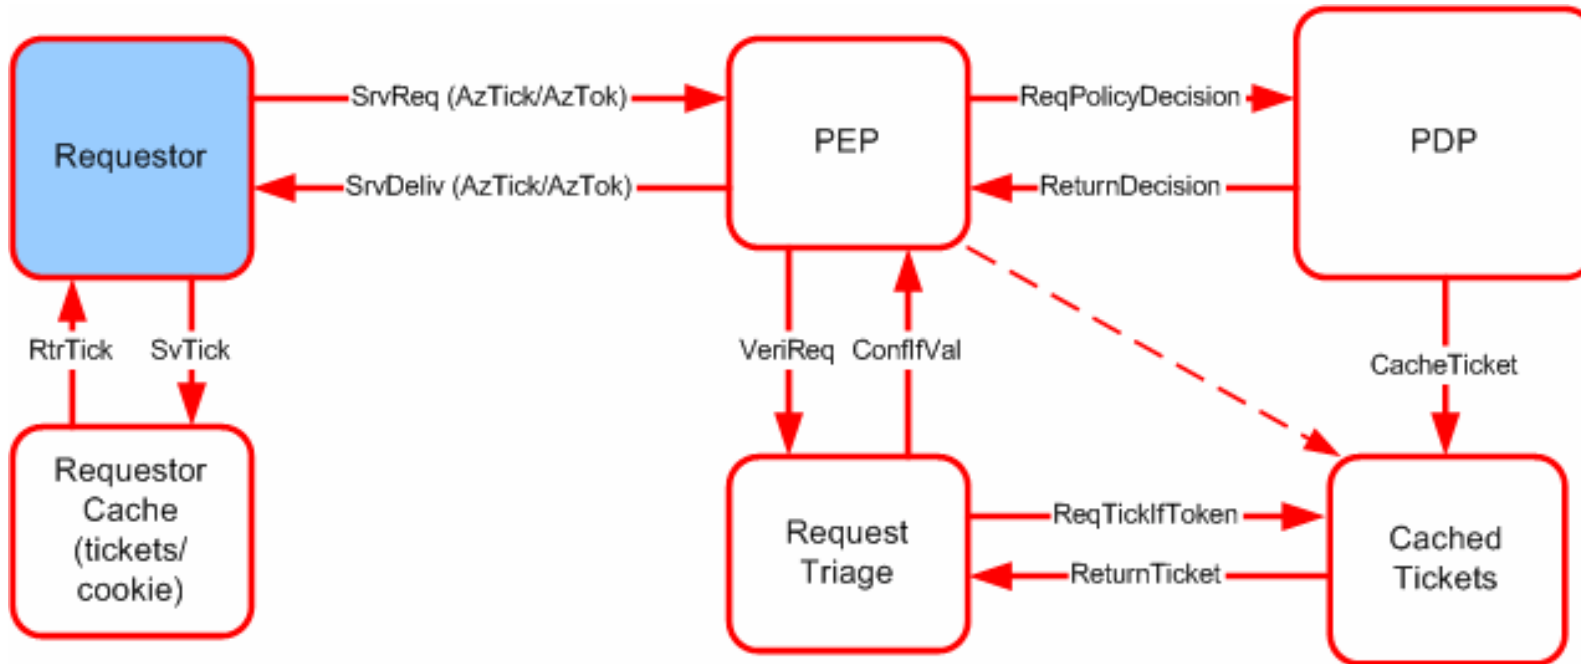 SrvReq (AzTick/AzTok)
ReqPolicyDecision
Requestor
PEP
PDP
SrvDeliv (AzTick/AzTok)
ReturnDecision
RtrTick
SvTick
VeriReq
ConfIfVal
CacheTicket
Requestor
Cache
(tickets/
cookie)
Request
Triage
ReqTickIfToken
ReturnTicket
Cached
Tickets